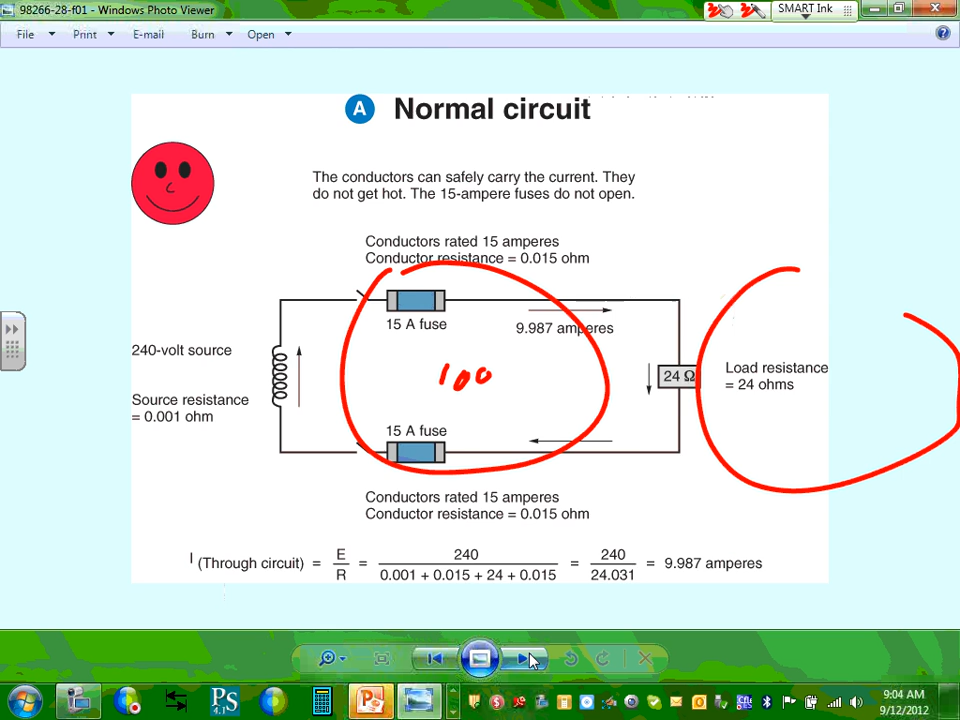 98266-28-f01 - Windows Photo Viewer
SMART Ink
File Print E-mail Burn Open
A Normal circuit
The conductors can safely carry the current. They
do not get hot. The 15-ampere fuses do not open.
Conductors rated 15 amperes
Conductor resistance = 0.015 ohm
15 A fuse
9.987 amperes
240-volt source
Source resistance
= 0.001 ohm
100
24 Ω
Load resistance
= 24 ohms
15 A fuse
Conductors rated 15 amperes
Conductor resistance = 0.015 ohm
I (Through circuit) = E/R = 240/(0.001 + 0.015 + 24 + 0.015) = 240/24.031 = 9.987 amperes
Ps
4.1
9:04 AM
9/12/2012